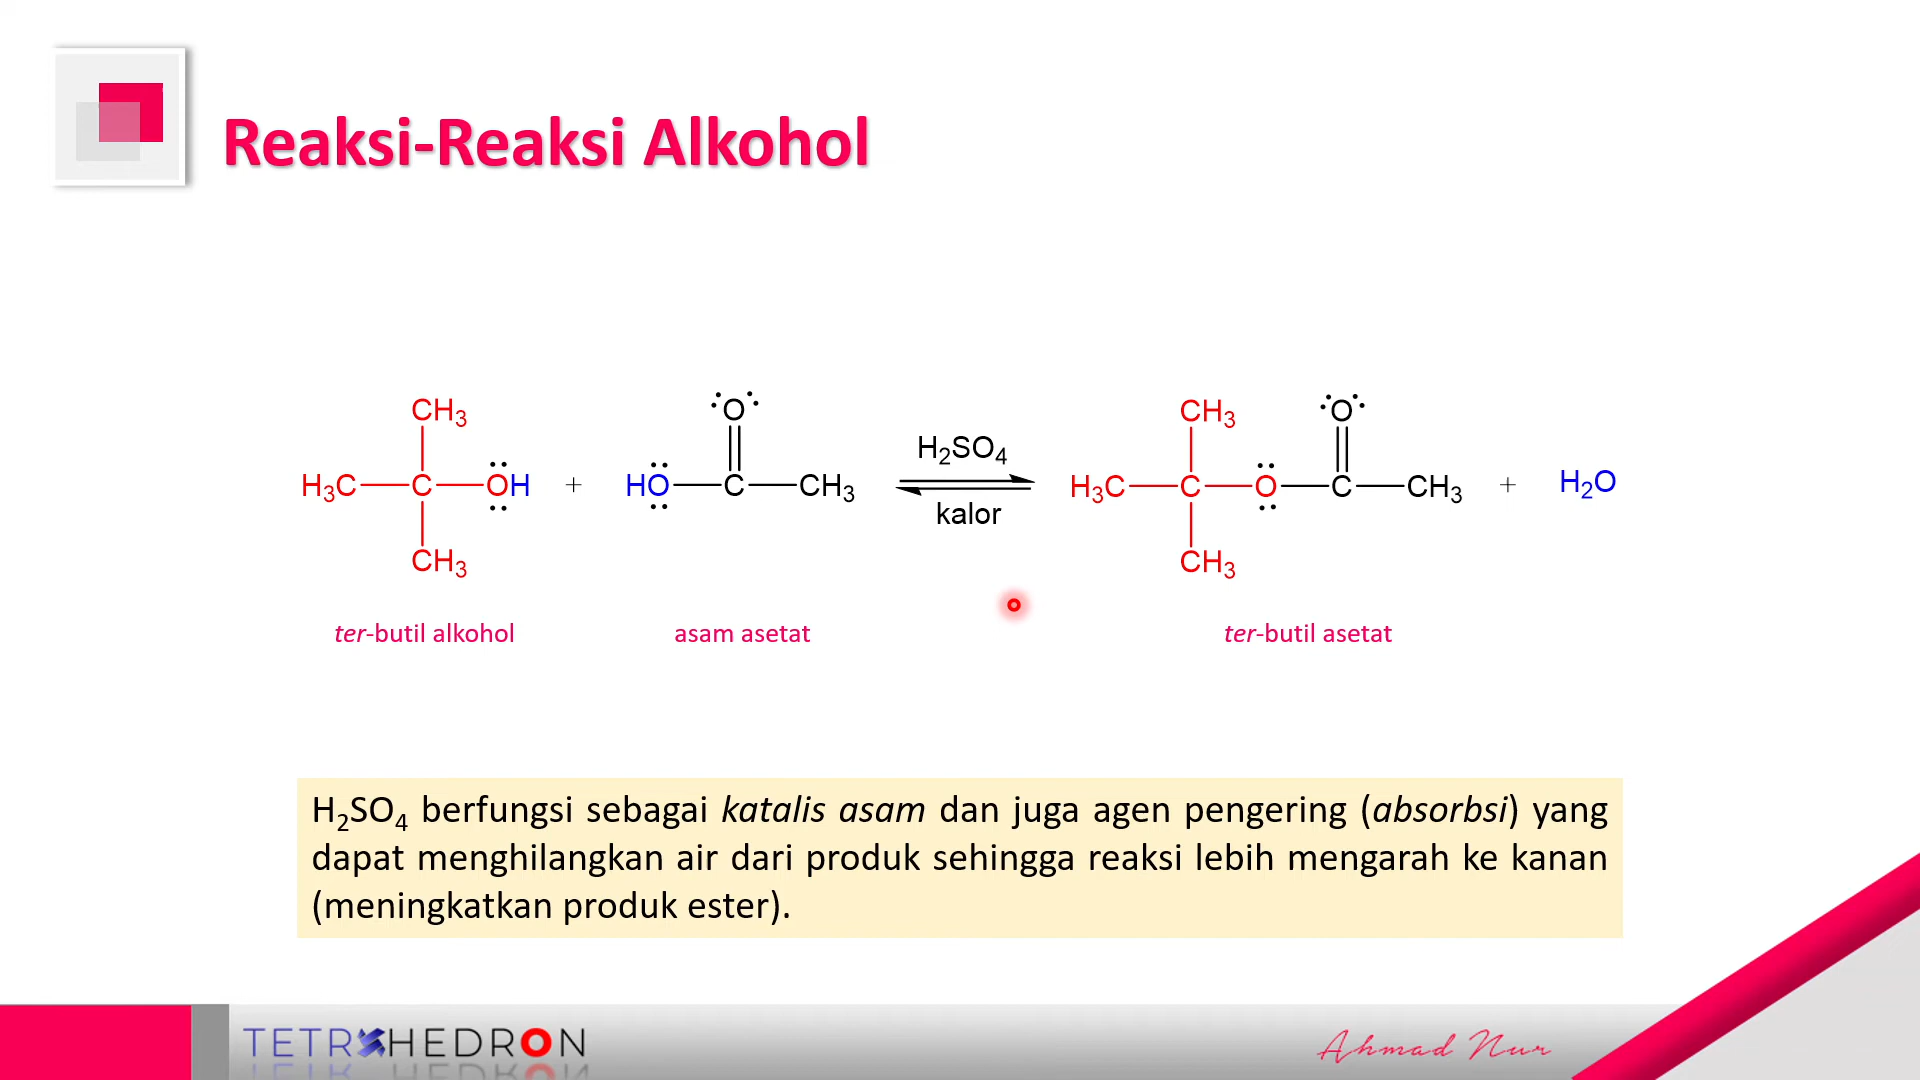 Reaksi-Reaksi Alkohol
CH₃ O CH₃ O
H₃C C OH + HO C CH₃ H₂SO₄ kalor H₃C C O C CH₃ + H₂O
CH₃ CH₃
ter-butil alkohol asam asetat ter-butil asetat
H₂SO₄ berfungsi sebagai katalis asam dan juga agen pengering (absorbsi) yang
dapat menghilangkan air dari produk sehingga reaksi lebih mengarah ke kanan
(meningkatkan produk ester).
TETRAHEDRON Ahmad Nur